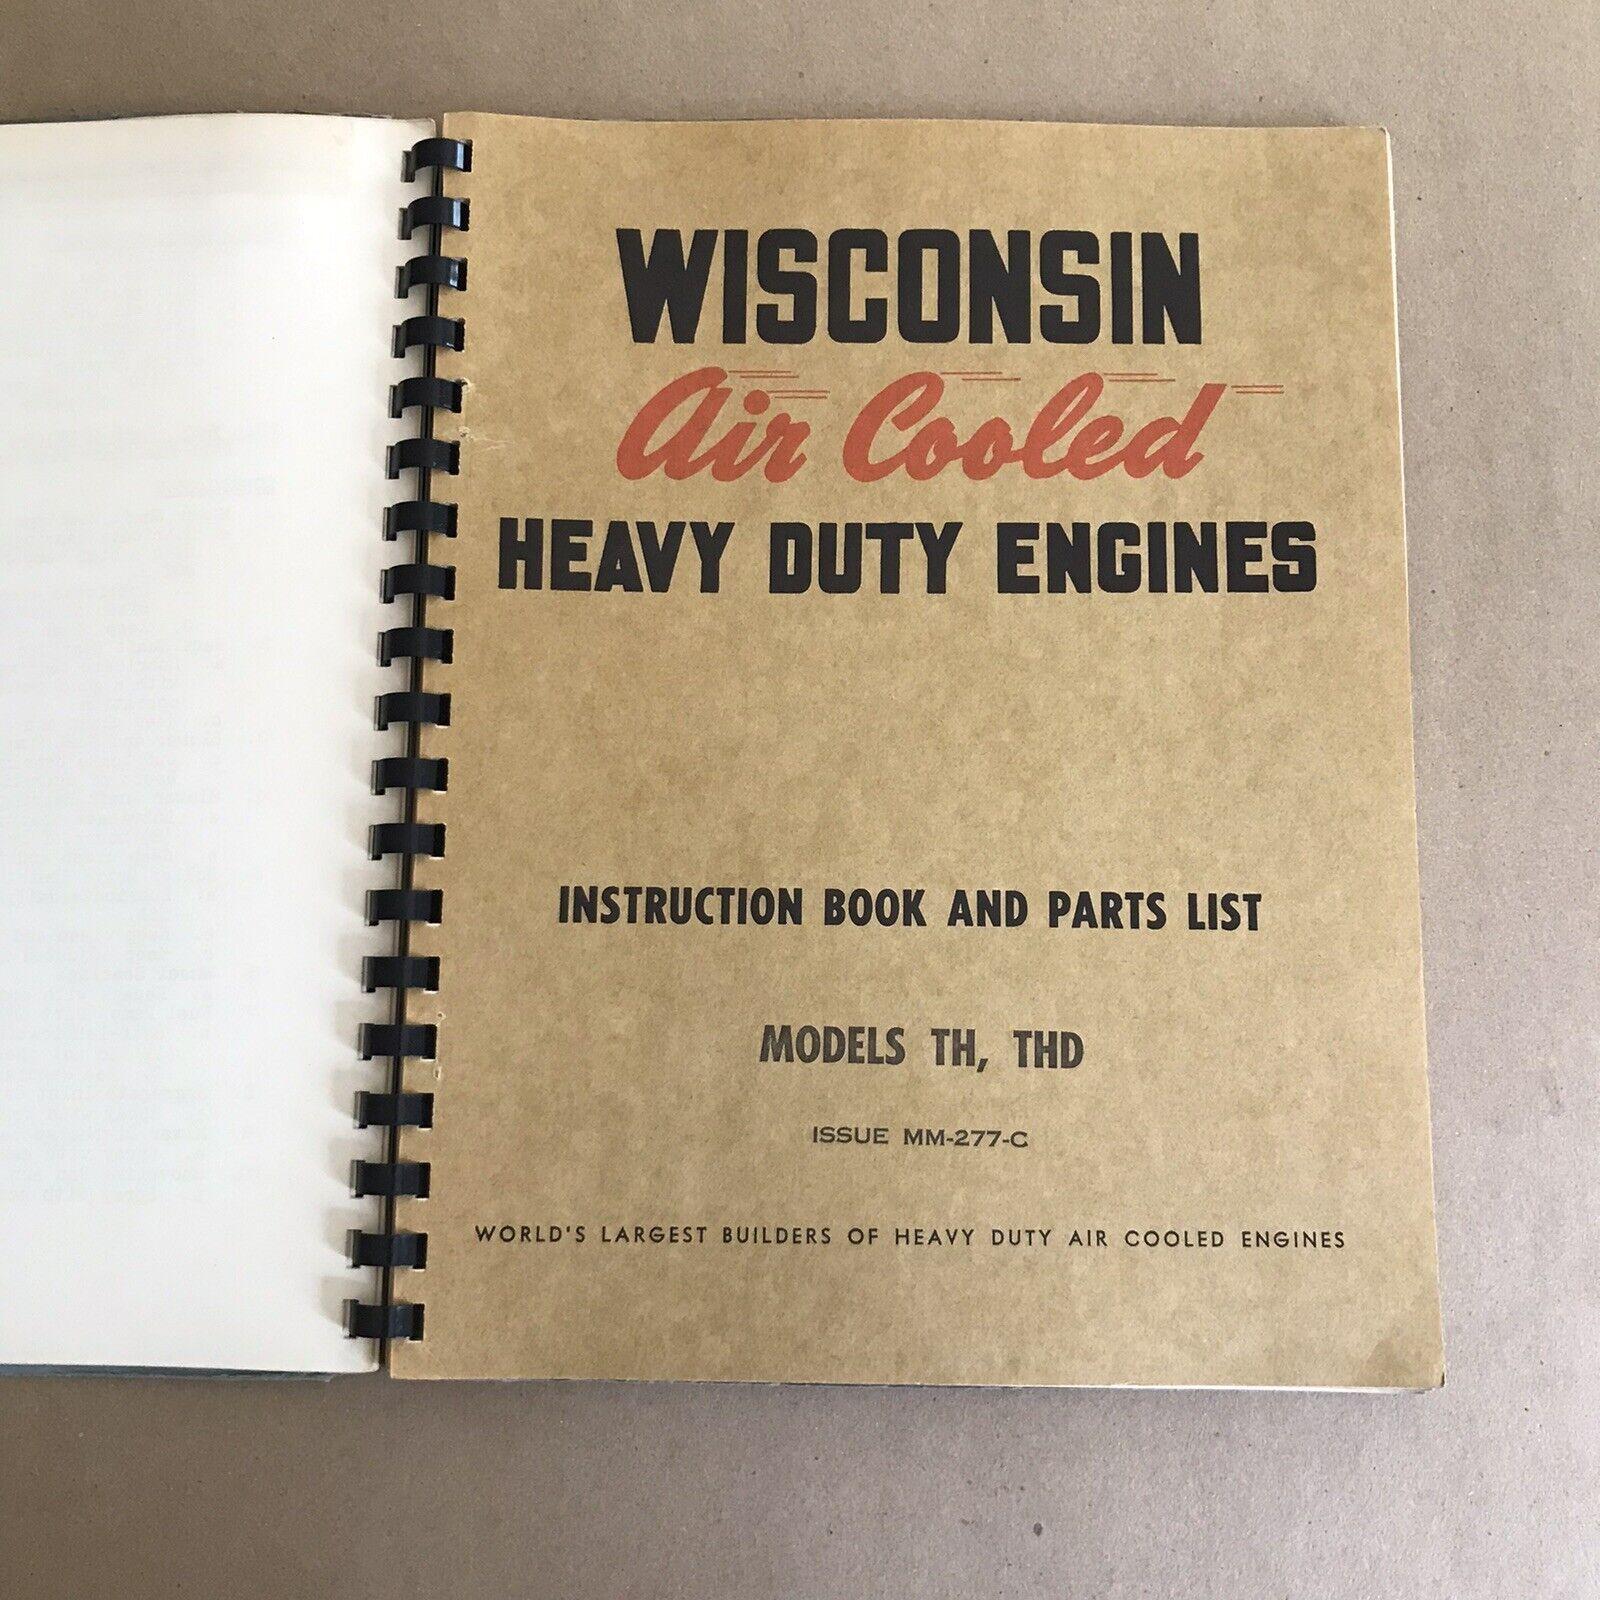 WISCONSIN
Air Cooled
HEAVY DUTY ENGINES
INSTRUCTION BOOK AND PARTS LIST
MODELS TH, THD
ISSUE MM-277-C
WORLD'S LARGEST BUILDERS OF HEAVY DUTY AIR COOLED ENGINES